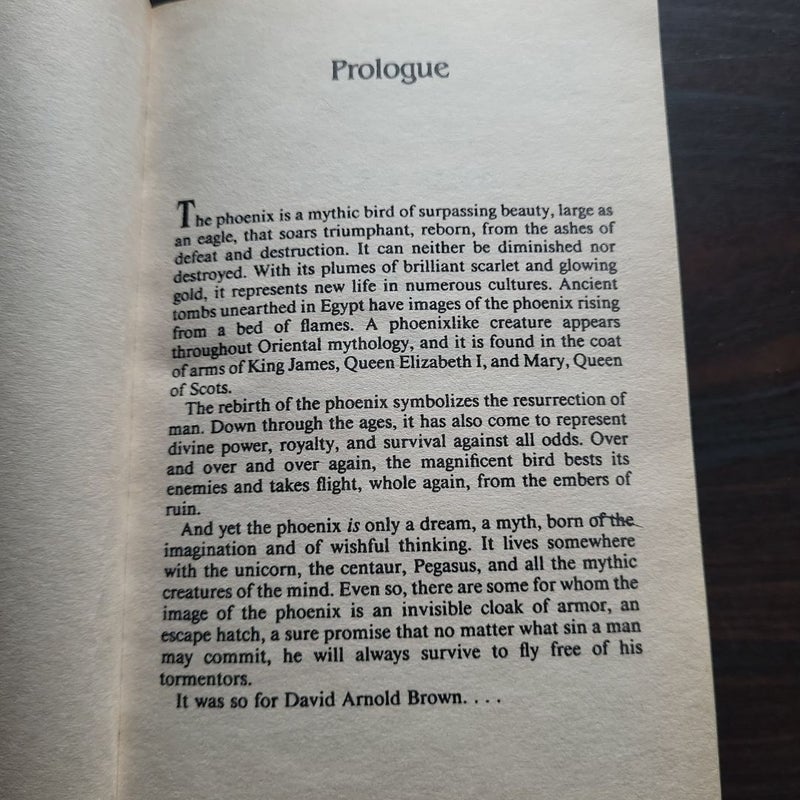 Prologue
The phoenix is a mythic bird of surpassing beauty, large as
an eagle, that soars triumphant, reborn, from the ashes of
defeat and destruction. It can neither be diminished nor
destroyed. With its plumes of brilliant scarlet and glowing
gold, it represents new life in numerous cultures. Ancient
tombs unearthed in Egypt have images of the phoenix rising
from a bed of flames. A phoenixlike creature appears
throughout Oriental mythology, and it is found in the coat
of arms of King James, Queen Elizabeth I, and Mary, Queen
of Scots.
The rebirth of the phoenix symbolizes the resurrection of
man. Down through the ages, it has also come to represent
divine power, royalty, and survival against all odds. Over
and over and over again, the magnificent bird bests its
enemies and takes flight, whole again, from the embers of
ruin.
And yet the phoenix is only a dream, a myth, born of the
imagination and of wishful thinking. It lives somewhere
with the unicorn, the centaur, Pegasus, and all the mythic
creatures of the mind. Even so, there are some for whom the
image of the phoenix is an invisible cloak of armor, an
escape hatch, a sure promise that no matter what sin a man
may commit, he will always survive to fly free of his
tormentors.
It was so for David Arnold Brown. . . .